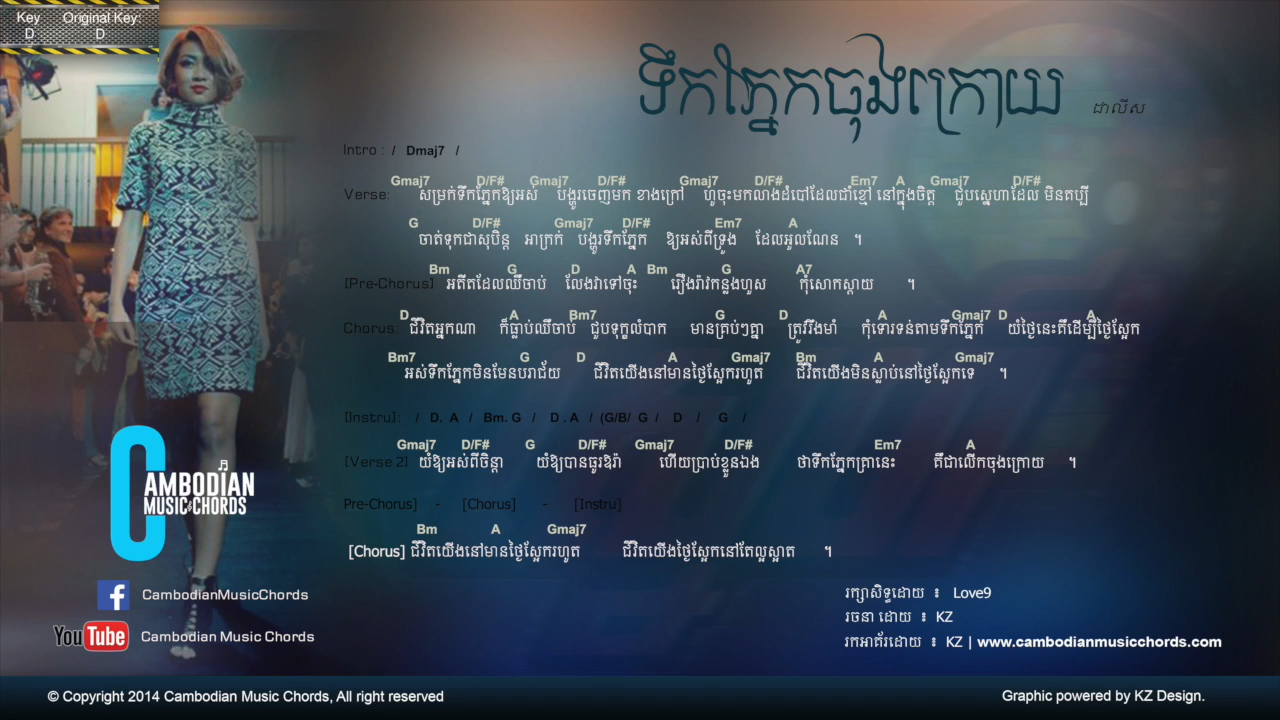 Key Original Key:
D D
ទឹកភ្នែកចុងក្រោយ ដាលីស
Intro : / Dmaj7 /
Gmaj7 D/F# Gmaj7 D/F# Gmaj7 D/F# Em7 A Gmaj7 D/F#
Verse: សម្រក់ទឹកភ្នែកឱ្យអស់ បង្ហូរចេញមក ខាងក្រៅ ហូចុះមកលាងដំបៅដែលជាំខ្មៅ នៅក្នុងចិត្ត ជួបស្នេហាដែល មិនតប្បី
G D/F# Gmaj7 D/F# Em7 A
ចាត់ទុកជាសុបិន្ត អាក្រក់ បង្ហូរទឹកភ្នែក ឱ្យអស់ពីទ្រូង ដែលអួលណែន ។
Bm G D A Bm G A7
[Pre-Chorus] អតីតដែលឈឺចាប់ លែងវាទៅចុះ រឿងរ៉ាវកន្លងហួស កុំសោកស្ដាយ ។
D A Bm7 G D A Gmaj7 D A
Chorus: ជីវិតអ្នកណា ក៏ធ្លាប់ឈឺចាប់ ជួបទុក្ខលំបាក មានគ្រប់ៗគ្នា ត្រូវរឹងមាំ កុំទោរទន់តាមទឹកភ្នែក យំថ្ងៃនេះគឺដើម្បីថ្ងៃស្អែក
Bm7 G D A Gmaj7 Bm A Gmaj7
អស់ទឹកភ្នែកមិនមែនបរាជ័យ ជីវិតយើងនៅមានថ្ងៃស្អែករហូត ជីវិតយើងមិនស្លាប់នៅថ្ងៃស្អែកទេ ។
[Instru]: / D. A / Bm. G / D . A / (G/B/ G / D / G /
Gmaj7 D/F# G D/F# Gmaj7 D/F# Em7 A
[Verse 2] យំឱ្យអស់ពីចិន្តា យំឱ្យបានធូរឱរ៉ា ហើយប្រាប់ខ្លួនឯង ថាទឹកភ្នែកគ្រានេះ គឺជាលើកចុងក្រោយ ។
Pre-Chorus] - [Chorus] - [Instru]
Bm A Gmaj7
[Chorus] ជីវិតយើងនៅមានថ្ងៃស្អែករហូត ជីវិតយើងថ្ងៃស្អែកនៅតែល្អស្អាត ។
CAMBODIAN
MUSIC CHORDS
CambodianMusicChords
YouTube Cambodian Music Chords
រក្សាសិទ្ធដោយ ៖ Love9
រចនា ដោយ ៖ KZ
រកអាគ័រដោយ ៖ KZ | www.cambodianmusicchords.com
© Copyright 2014 Cambodian Music Chords, All right reserved
Graphic powered by KZ Design.